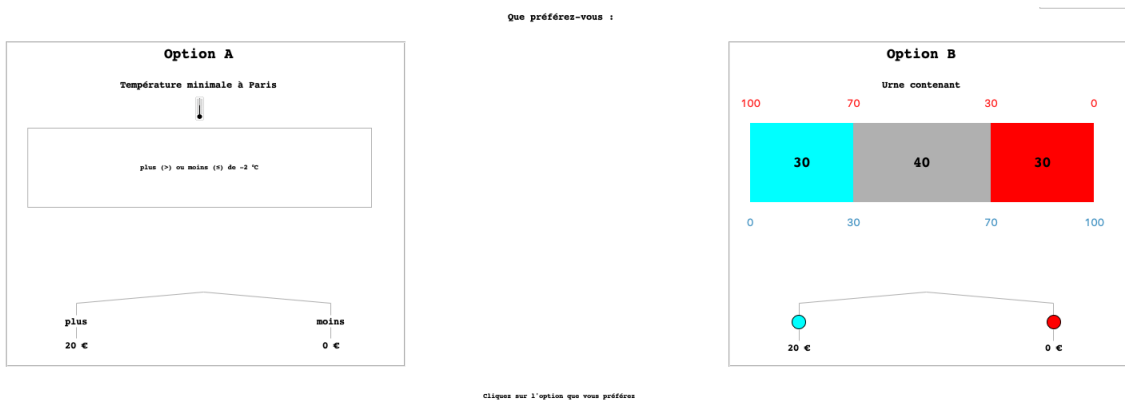 Que préférez-vous :
Option A
Température minimale à Paris
plus (>) ou moins (≤) de -2 °C
plus
moins
20 €
0 €
Option B
Urne contenant
100 70 30 0
30 40 30
0 30 70 100
20 €
0 €
Cliquez sur l'option que vous préférez